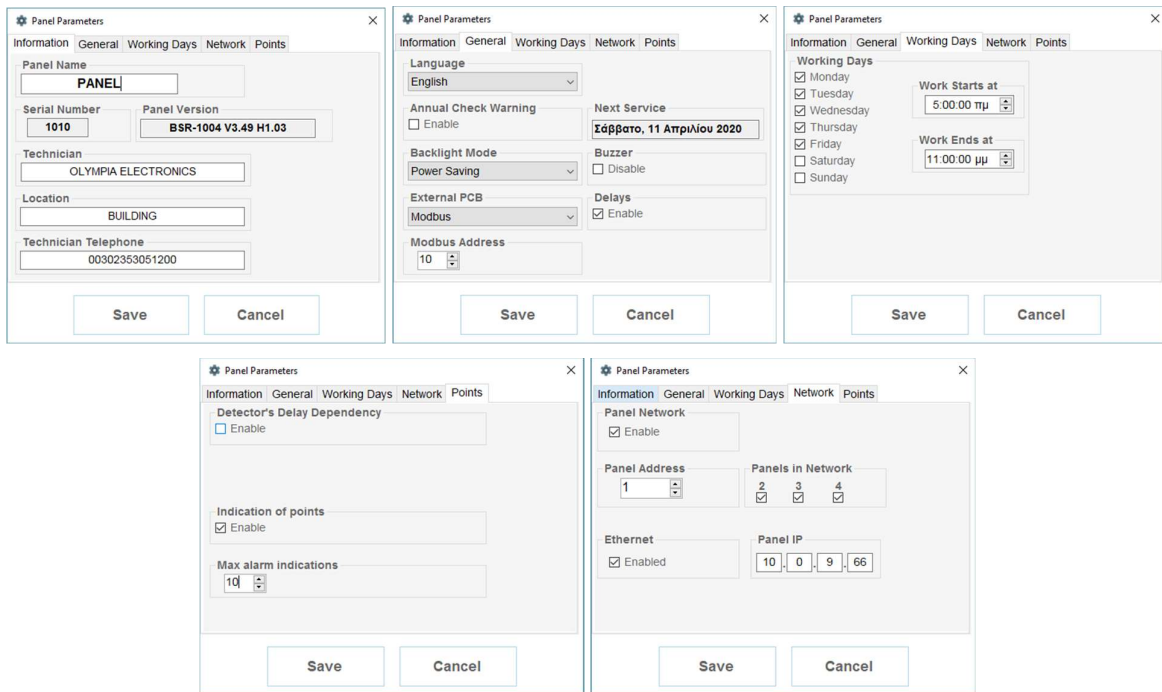 Panel Parameters
Information General Working Days Network Points
Panel Name
PANEL
Serial Number Panel Version
1010 BSR-1004 V3.49 H1.03
Technician
OLYMPIA ELECTRONICS
Location
BUILDING
Technician Telephone
00302353051200
Save Cancel
Panel Parameters
Information General Working Days Network Points
Language
English
Annual Check Warning Next Service
Enable Σάββατο, 11 Απριλίου 2020
Backlight Mode Buzzer
Power Saving Disable
External PCB Delays
Modbus Enable
Modbus Address
10
Save Cancel
Panel Parameters
Information General Working Days Network Points
Working Days
Monday
Tuesday Work Starts at
Wednesday 5:00:00 πμ
Thursday
Friday Work Ends at
Saturday 11:00:00 μμ
Sunday
Save Cancel
Panel Parameters
Information General Working Days Network Points
Detector's Delay Dependency
Enable
Indication of points
Enable
Max alarm indications
10
Save Cancel
Panel Parameters
Information General Working Days Network Points
Panel Network
Enable
Panel Address Panels in Network
1 2 3 4
Ethernet Panel IP
Enabled 10 . 0 . 9 . 66
Save Cancel